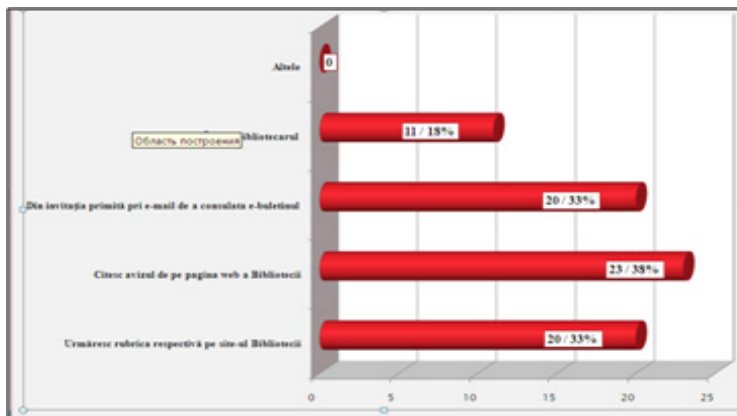 Altele
0
bibliotecarul
11 / 18%
Область построения
Din invitația primită pri e-mail de a consulata e-buletinul
20 / 33%
Citesc avizul de pe pagina web a Bibliotecii
23 / 38%
Urmăresc rubrica respectivă pe site-ul Bibliotecii
20 / 33%
0
5
10
15
20
25